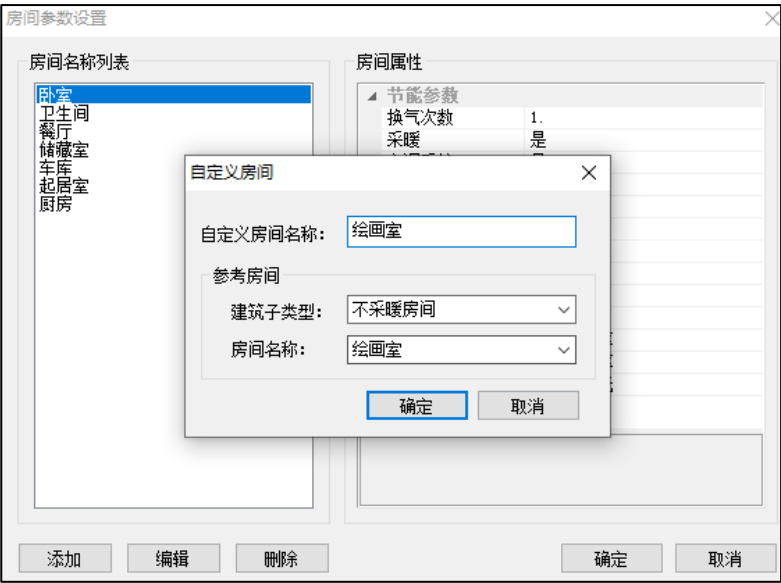 房间参数设置
房间名称列表
卧室
卫生间
餐厅
储藏室
车库
起居室
厨房
房间属性
节能参数
换气次数 1.
采暖 是
自定义房间
自定义房间名称： 绘画室
参考房间
建筑子类型： 不采暖房间
房间名称： 绘画室
确定 取消
添加 编辑 删除 确定 取消